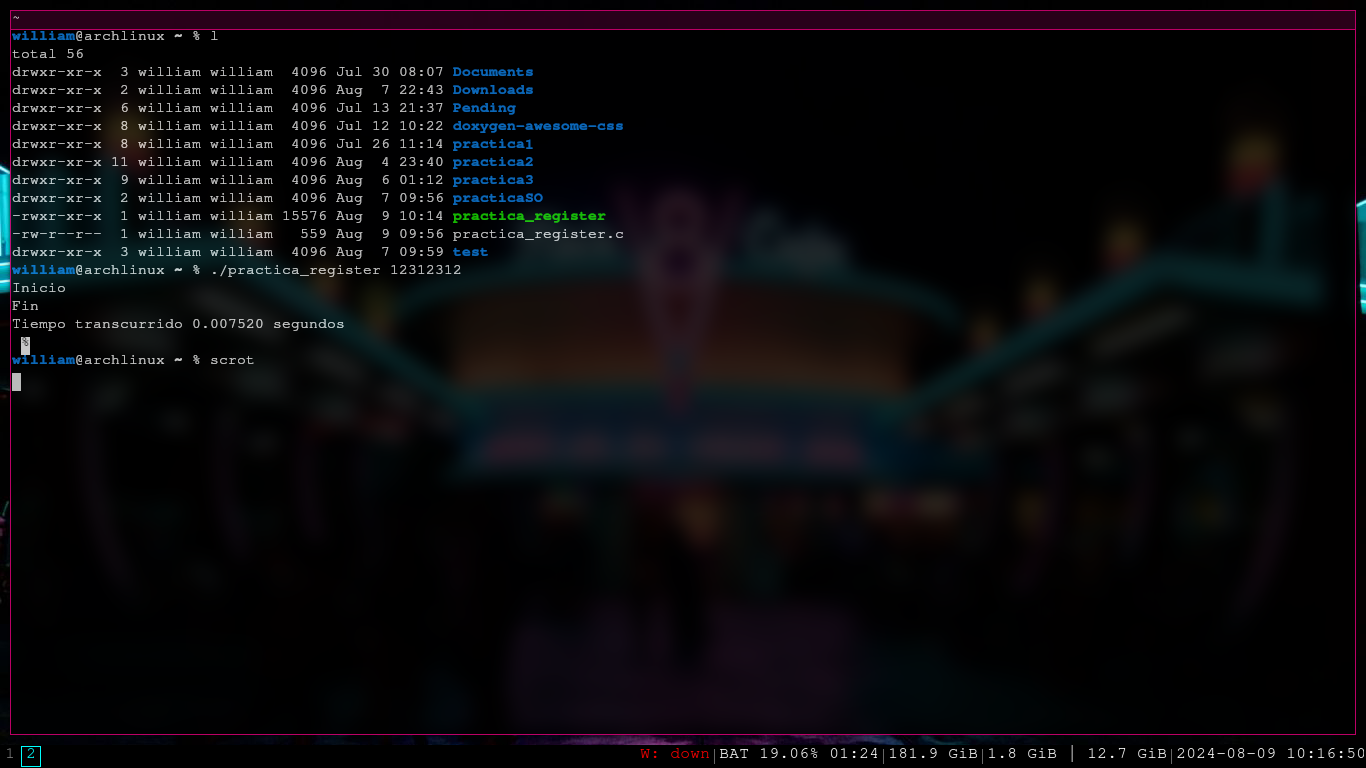 ~
william@archlinux ~ % l
total 56
drwxr-xr-x  3 william william  4096 Jul 30 08:07 Documents
drwxr-xr-x  2 william william  4096 Aug  7 22:43 Downloads
drwxr-xr-x  6 william william  4096 Jul 13 21:37 Pending
drwxr-xr-x  8 william william  4096 Jul 12 10:22 doxygen-awesome-css
drwxr-xr-x  8 william william  4096 Jul 26 11:14 practica1
drwxr-xr-x 11 william william  4096 Aug  4 23:40 practica2
drwxr-xr-x  9 william william  4096 Aug  6 01:12 practica3
drwxr-xr-x  2 william william  4096 Aug  7 09:56 practicaSO
-rwxr-xr-x  1 william william 15576 Aug  9 10:14 practica_register
-rw-r--r--  1 william william   559 Aug  9 09:56 practica_register.c
drwxr-xr-x  3 william william  4096 Aug  7 09:59 test
william@archlinux ~ % ./practica_register 12312312
Inicio
Fin
Tiempo transcurrido 0.007520 segundos
 %
william@archlinux ~ % scrot
1 2 W: down|BAT 19.06% 01:24|181.9 GiB|1.8 GiB | 12.7 GiB|2024-08-09 10:16:50